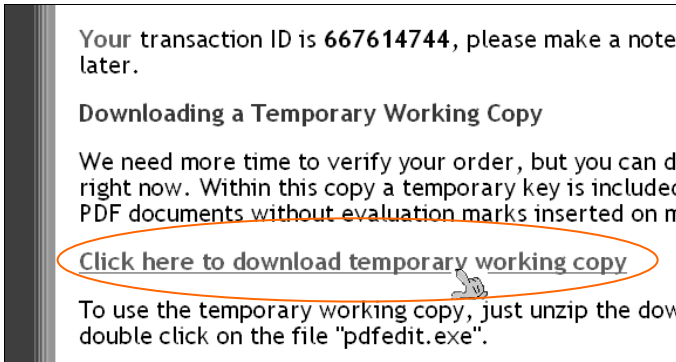 Your transaction ID is 667614744, please make a note
later.
Downloading a Temporary Working Copy
We need more time to verify your order, but you can d
right now. Within this copy a temporary key is included
PDF documents without evaluation marks inserted on m
Click here to download temporary working copy
To use the temporary working copy, just unzip the dow
double click on the file "pdfedit.exe".